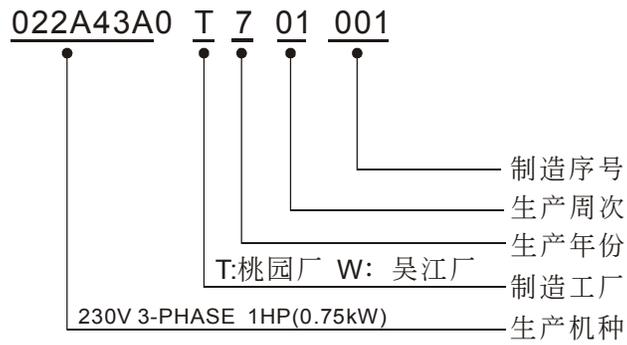 022A43A0 T 7 01 001
制造序号
生产周次
生产年份
T:桃园厂 W：吴江厂
制造工厂
230V 3-PHASE 1HP(0.75kW)
生产机种